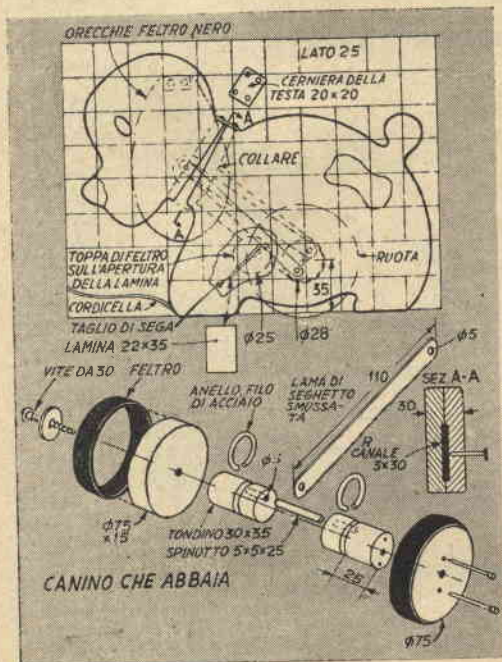 ORECCHIE FELTRO NERO
LATO 25
CERNIERA DELLA
TESTA 20×20
A
COLLARE
A
TOPPA DI FELTRO
SULL'APERTURA
DELLA LAMINA
RUOTA
35
CORDICELLA
TAGLIO DI SEGA
LAMINA 22×35
Ø25
Ø28
Ø5
VITE DA 30
FELTRO
ANELLO, FILO
DI ACCIAIO
LAMA DI
SEGHETTO
SMUSSA-
TA
110
SEZ. A-A
30
R
CANALE
3×30
Ø75
×15
TONDINO 30×35
SPINOTTO 5×5×25
25
CANINO CHE ABBAIA
Ø75